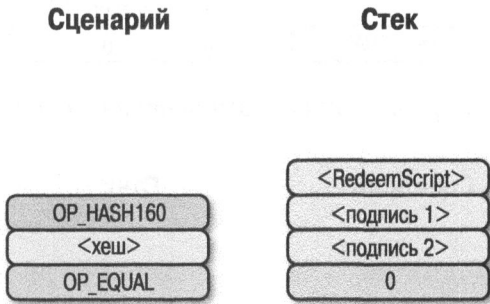 Сценарий
Стек
OP_HASH160
<хеш>
OP_EQUAL
<RedeemScript>
<подпись 1>
<подпись 2>
0